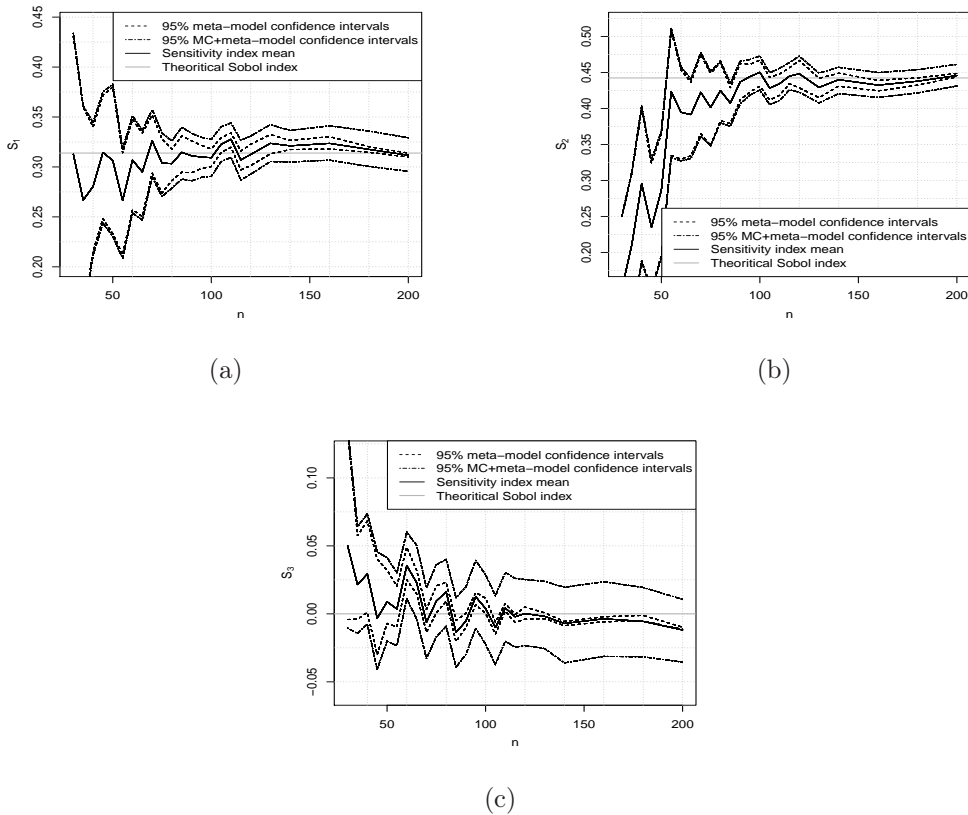 0.45
0.40
0.35
0.30
0.25
0.20
S1
95% meta−model confidence intervals
95% MC+meta−model confidence intervals
Sensitivity index mean
Theoritical Sobol index
50
100
150
200
n
(a)
0.50
0.45
0.40
0.35
0.30
0.25
0.20
S2
95% meta−model confidence intervals
95% MC+meta−model confidence intervals
Sensitivity index mean
Theoritical Sobol index
50
100
150
200
n
(b)
0.10
0.05
0.00
−0.05
S3
95% meta−model confidence intervals
95% MC+meta−model confidence intervals
Sensitivity index mean
Theoritical Sobol index
50
100
150
200
n
(c)